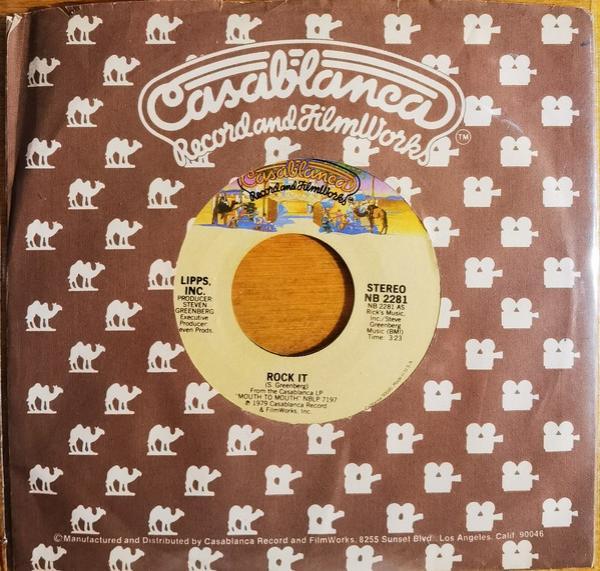 Casablanca
Record and FilmWorks
TM
Casablanca
Record and FilmWorks
LIPPS,
INC.
PRODUCER:
STEVEN
GREENBERG
Executive
Producer:
even Prods.
STEREO
NB 2281
NB 2281 AS
Rick's Music,
Inc./Steve
Greenberg
Music (BMI)
Time: 3:23
ROCK IT
(S. Greenberg)
From the Casablanca LP
"MOUTH TO MOUTH" NBLP 7197
℗ 1979 Casablanca Record
& FilmWorks, Inc.
©Manufactured and Distributed by Casablanca Record and FilmWorks. 8255 Sunset Blvd. Los Angeles, Calif. 90046